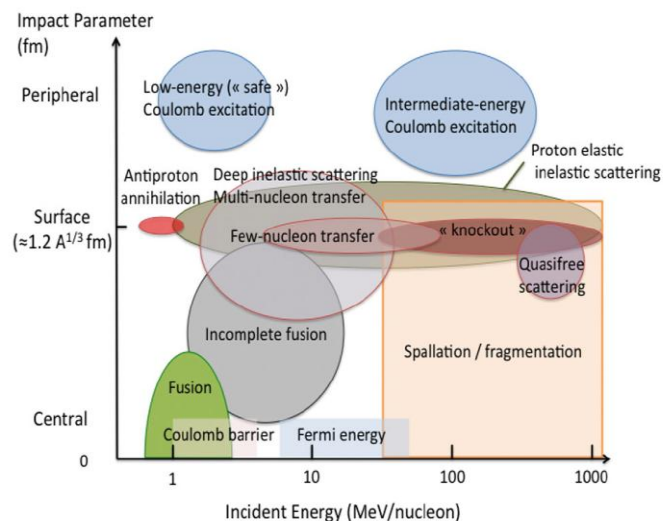 Impact Parameter
(fm)
Peripheral
Low-energy (« safe »)
Coulomb excitation
Intermediate-energy
Coulomb excitation
Proton elastic
inelastic scattering
Antiproton
annihilation
Deep inelastic scattering
Multi-nucleon transfer
Surface
(≈1.2 A^1/3 fm)
Few-nucleon transfer
« knockout »
Quasifree
scattering
Incomplete fusion
Spallation / fragmentation
Fusion
Central
Coulomb barrier
Fermi energy
0
1
10
100
1000
Incident Energy (MeV/nucleon)